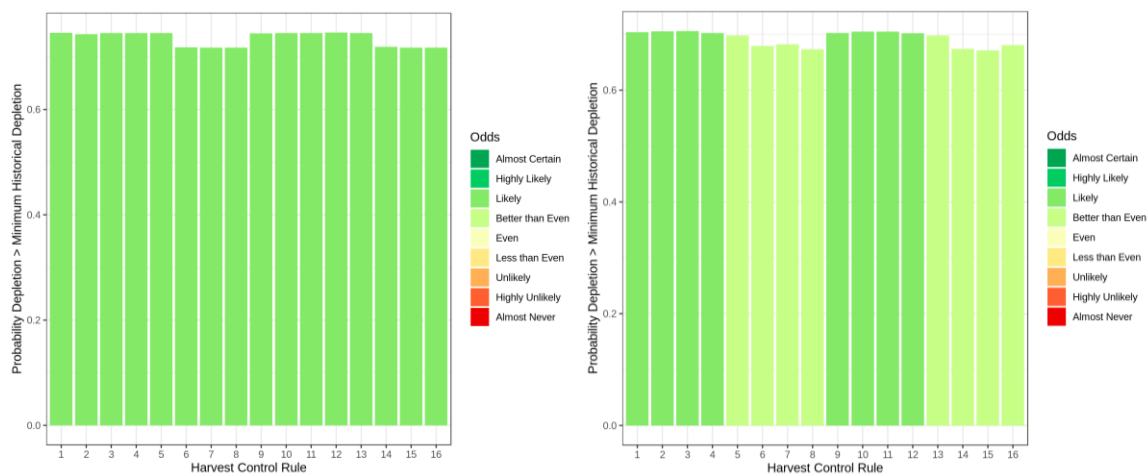 Probability Depletion > Minimum Historical Depletion
0.6
0.4
0.2
0.0
1 2 3 4 5 6 7 8 9 10 11 12 13 14 15 16
Harvest Control Rule
Odds
Almost Certain
Highly Likely
Likely
Better than Even
Even
Less than Even
Unlikely
Highly Unlikely
Almost Never
Probability Depletion > Minimum Historical Depletion
0.6
0.4
0.2
0.0
1 2 3 4 5 6 7 8 9 10 11 12 13 14 15 16
Harvest Control Rule
Odds
Almost Certain
Highly Likely
Likely
Better than Even
Even
Less than Even
Unlikely
Highly Unlikely
Almost Never